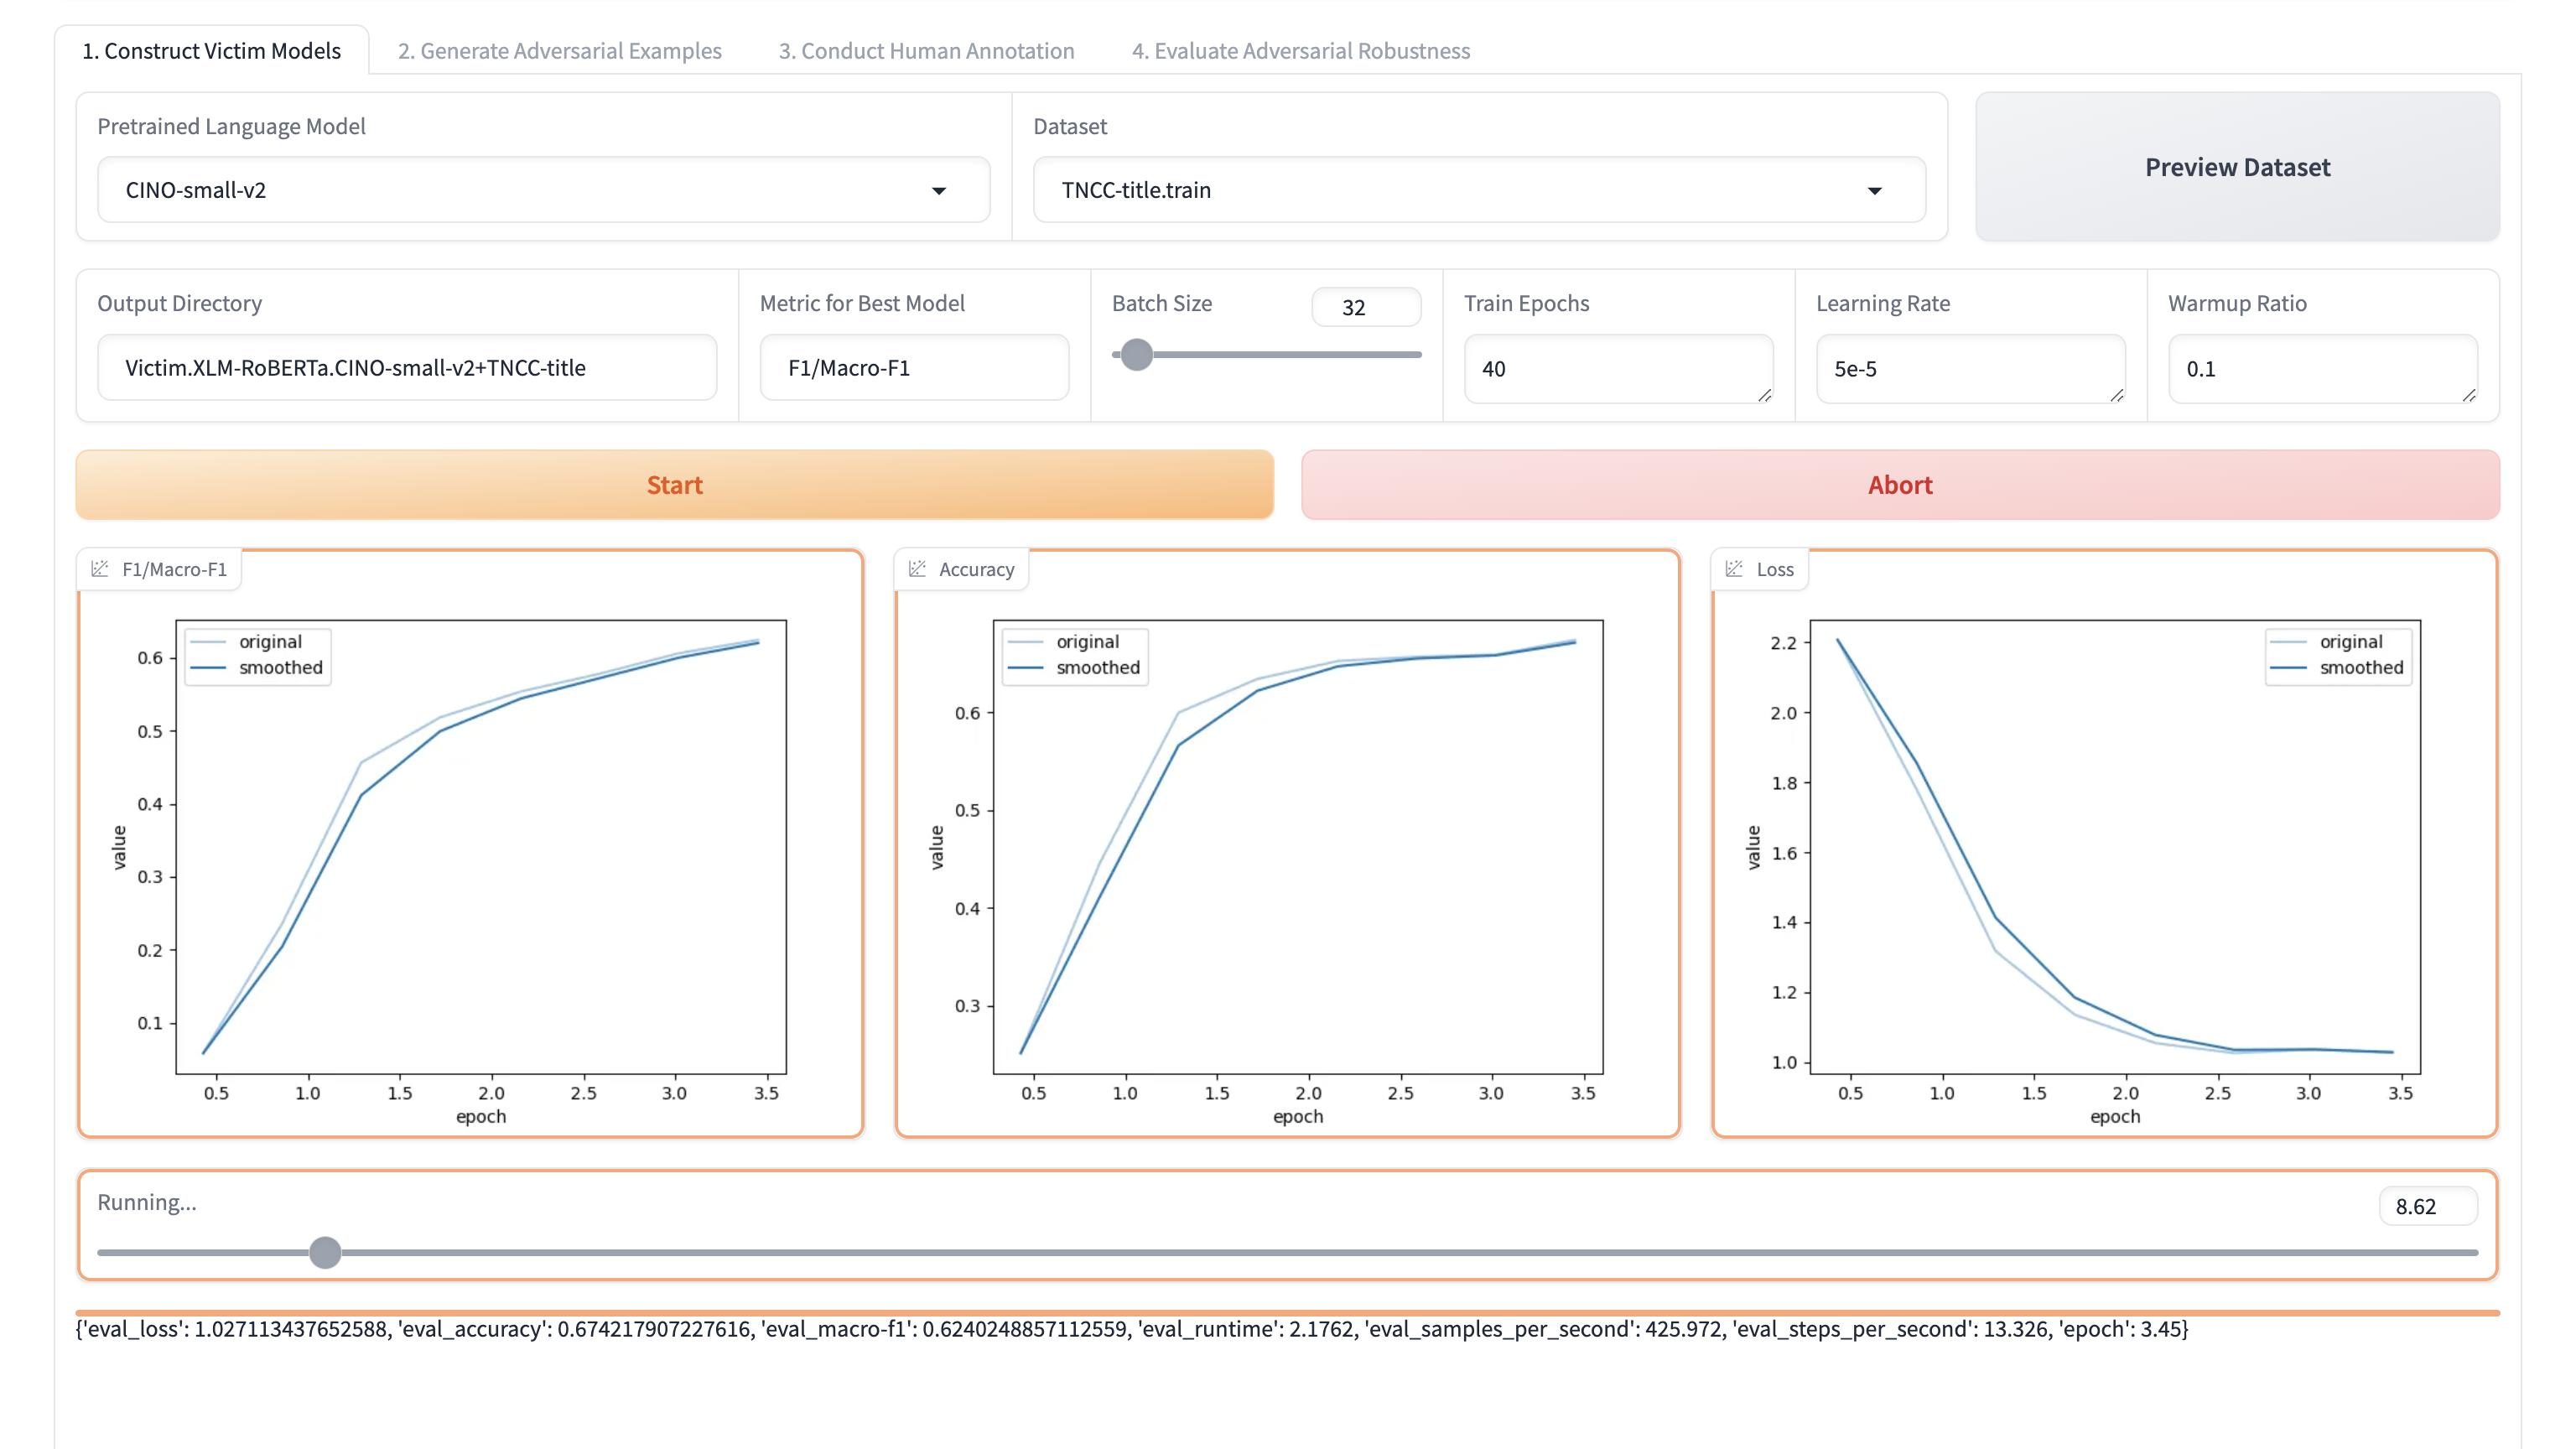 1. Construct Victim Models
2. Generate Adversarial Examples
3. Conduct Human Annotation
4. Evaluate Adversarial Robustness
Pretrained Language Model
CINO-small-v2
Dataset
TNCC-title.train
Preview Dataset
Output Directory
Victim.XLM-RoBERTa.CINO-small-v2+TNCC-title
Metric for Best Model
F1/Macro-F1
Batch Size
32
Train Epochs
40
Learning Rate
5e-5
Warmup Ratio
0.1
Start
Abort
F1/Macro-F1
original
smoothed
0.6
0.5
0.4
0.3
0.2
0.1
value
0.5 1.0 1.5 2.0 2.5 3.0 3.5
epoch
Accuracy
original
smoothed
0.6
0.5
0.4
0.3
value
0.5 1.0 1.5 2.0 2.5 3.0 3.5
epoch
Loss
original
smoothed
2.2
2.0
1.8
1.6
1.4
1.2
1.0
value
0.5 1.0 1.5 2.0 2.5 3.0 3.5
epoch
Running...
8.62
{'eval_loss': 1.027113437652588, 'eval_accuracy': 0.674217907227616, 'eval_macro-f1': 0.6240248857112559, 'eval_runtime': 2.1762, 'eval_samples_per_second': 425.972, 'eval_steps_per_second': 13.326, 'epoch': 3.45}